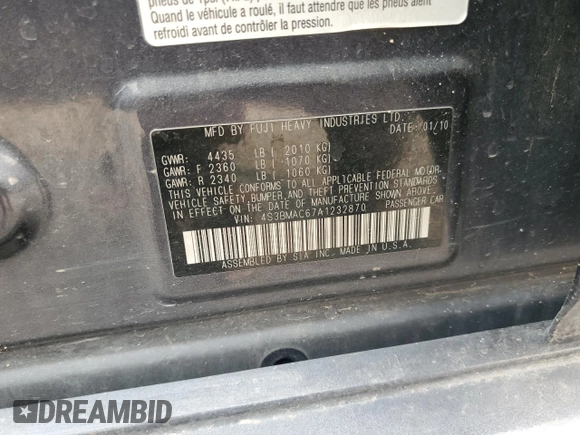 Quand le véhicule a roulé, il faut attendre que les pneus aient
refroidi avant de contrôler la pression.
MFD BY FUJI HEAVY INDUSTRIES LTD.
DATE: 01/10
GVWR: 4435 LB ( 2010 KG)
GAWR: F 2360 LB ( 1070 KG)
GAWR: R 2340 LB ( 1060 KG)
THIS VEHICLE CONFORMS TO ALL APPLICABLE FEDERAL MOTOR
VEHICLE SAFETY, BUMPER, AND THEFT PREVENTION STANDARDS
IN EFFECT ON THE DATE OF MANUFACTURE SHOWN ABOVE.
VIN: 4S3BMAC67A1232870 PASSENGER CAR
ASSEMBLED BY SIA INC. MADE IN U.S.A.
DREAMBID